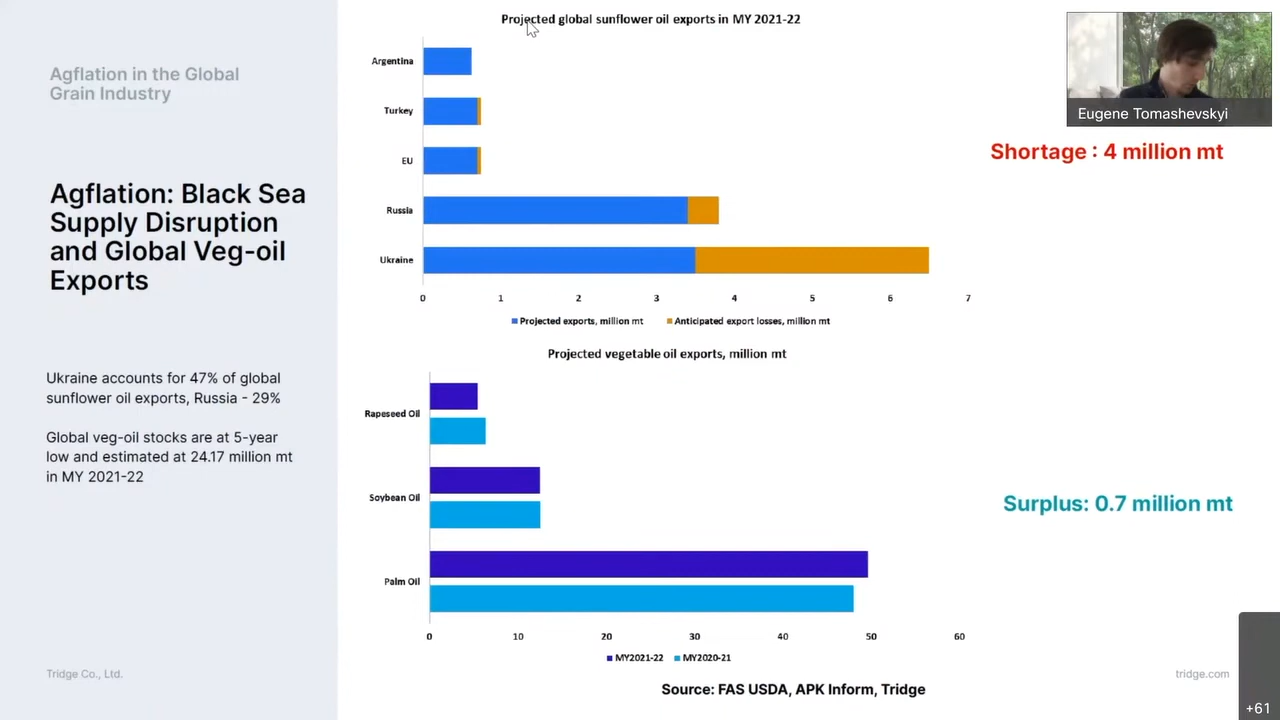 Agflation in the Global
Grain Industry
Agflation: Black Sea
Supply Disruption
and Global Veg-oil
Exports
Ukraine accounts for 47% of global
sunflower oil exports, Russia - 29%
Global veg-oil stocks are at 5-year
low and estimated at 24.17 million mt
in MY 2021-22
Tridge Co., Ltd.
Projected global sunflower oil exports in MY 2021-22
Argentina
Turkey
EU
Russia
Ukraine
0 1 2 3 4 5 6 7
Projected exports, million mt Anticipated export losses, million mt
Projected vegetable oil exports, million mt
Rapeseed Oil
Soybean Oil
Palm Oil
0 10 20 30 40 50 60
MY2021-22 MY2020-21
Source: FAS USDA, APK Inform, Tridge
Eugene Tomashevskyi
Shortage : 4 million mt
Surplus: 0.7 million mt
tridge.com
+61